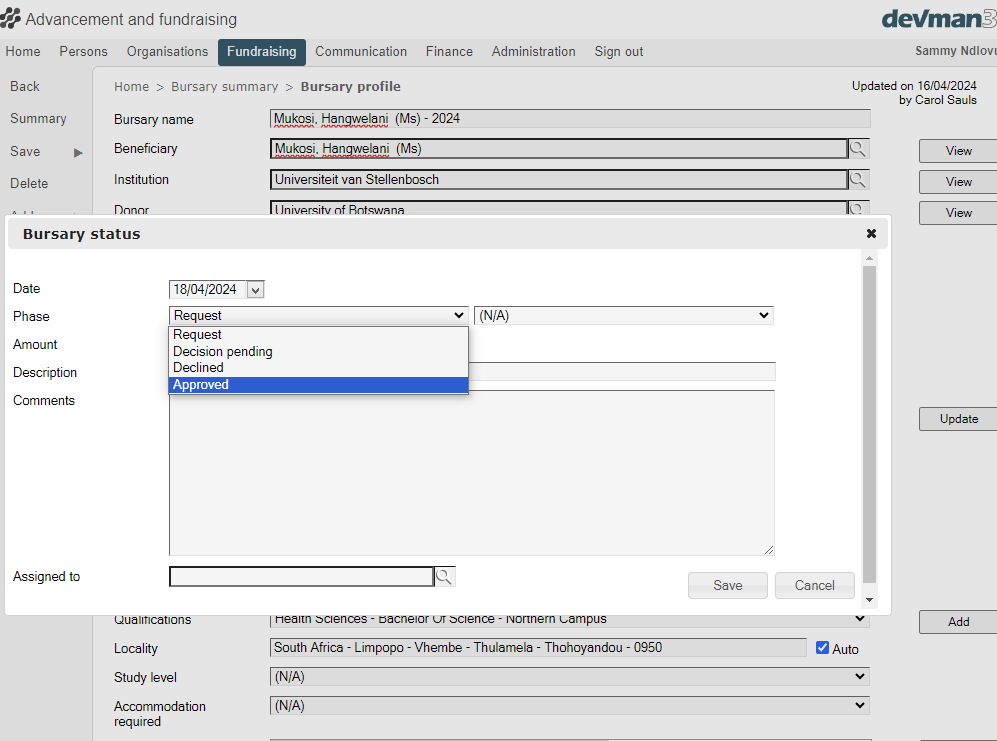 Advancement and fundraising
devman3
Home Persons Organisations Fundraising Communication Finance Administration Sign out
Sammy Ndlovu
Back
Home > Bursary summary > Bursary profile
Updated on 16/04/2024
by Carol Sauls
Summary
Bursary name Mukosi, Hangwelani (Ms) - 2024
Save
Beneficiary Mukosi, Hangwelani (Ms) View
Delete
Institution Universiteit van Stellenbosch View
Donor University of Botswana View
Bursary status
Date 18/04/2024
Phase Request (N/A)
Request
Amount
Decision pending
Declined
Description
Approved
Comments
Update
Assigned to
Save Cancel
Qualifications Health Sciences - Bachelor Of Science - Northern Campus Add
Locality South Africa - Limpopo - Vhembe - Thulamela - Thohoyandou - 0950 Auto
Study level (N/A)
Accommodation (N/A)
required